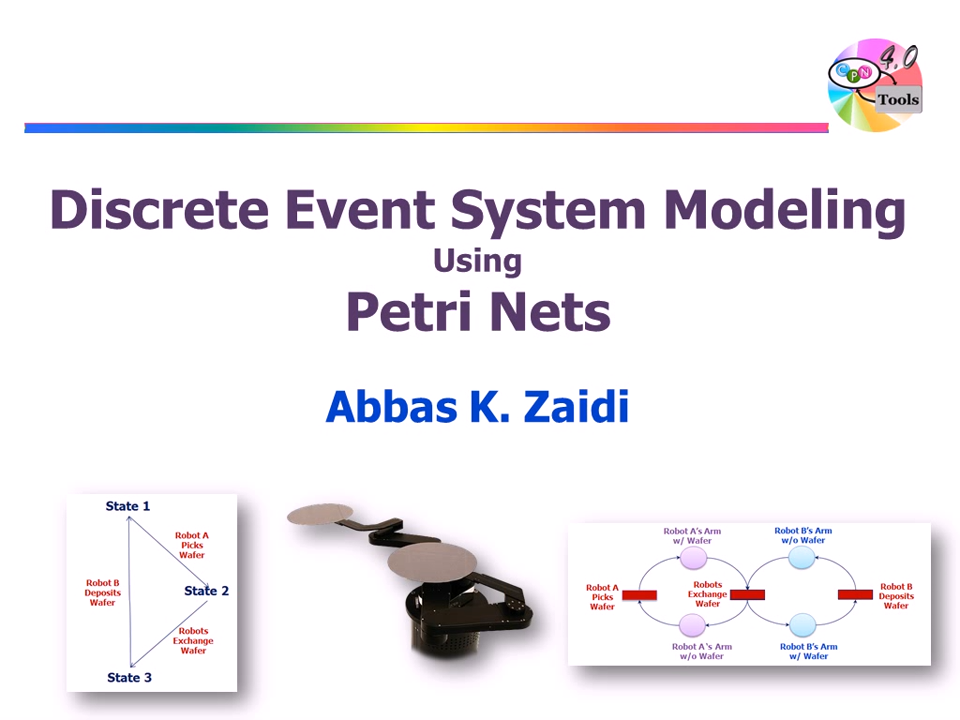 4.0
C P N
Tools
Discrete Event System Modeling
Using
Petri Nets
Abbas K. Zaidi
State 1
Robot A
Picks
Wafer
Robot B
Deposits
Wafer
State 2
Robots
Exchange
Wafer
State 3
Robot A's Arm
w/ Wafer
Robot B's Arm
w/o Wafer
Robot A
Picks
Wafer
Robots
Exchange
Wafer
Robot B
Deposits
Wafer
Robot A 's Arm
w/o Wafer
Robot B's Arm
w/ Wafer